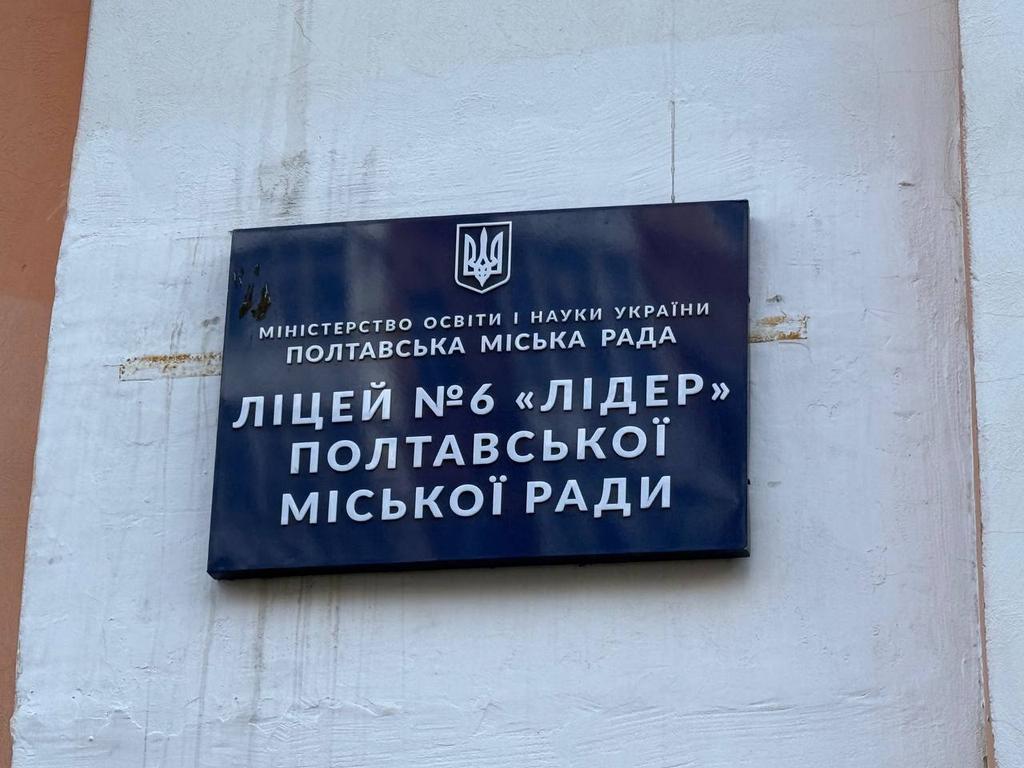 МІНІСТЕРСТВО ОСВІТИ І НАУКИ УКРАЇНИ
ПОЛТАВСЬКА МІСЬКА РАДА
ЛІЦЕЙ №6 «ЛІДЕР»
ПОЛТАВСЬКОЇ
МІСЬКОЇ РАДИ